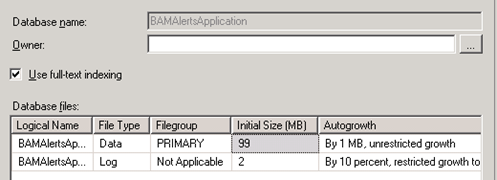 Database name: BAMAlertsApplication
Owner: ...
Use full-text indexing
Database files:
Logical Name File Type Filegroup Initial Size (MB) Autogrowth
BAMAlertsAp... Data PRIMARY 99 By 1 MB, unrestricted growth
BAMAlertsAp... Log Not Applicable 2 By 10 percent, restricted growth to